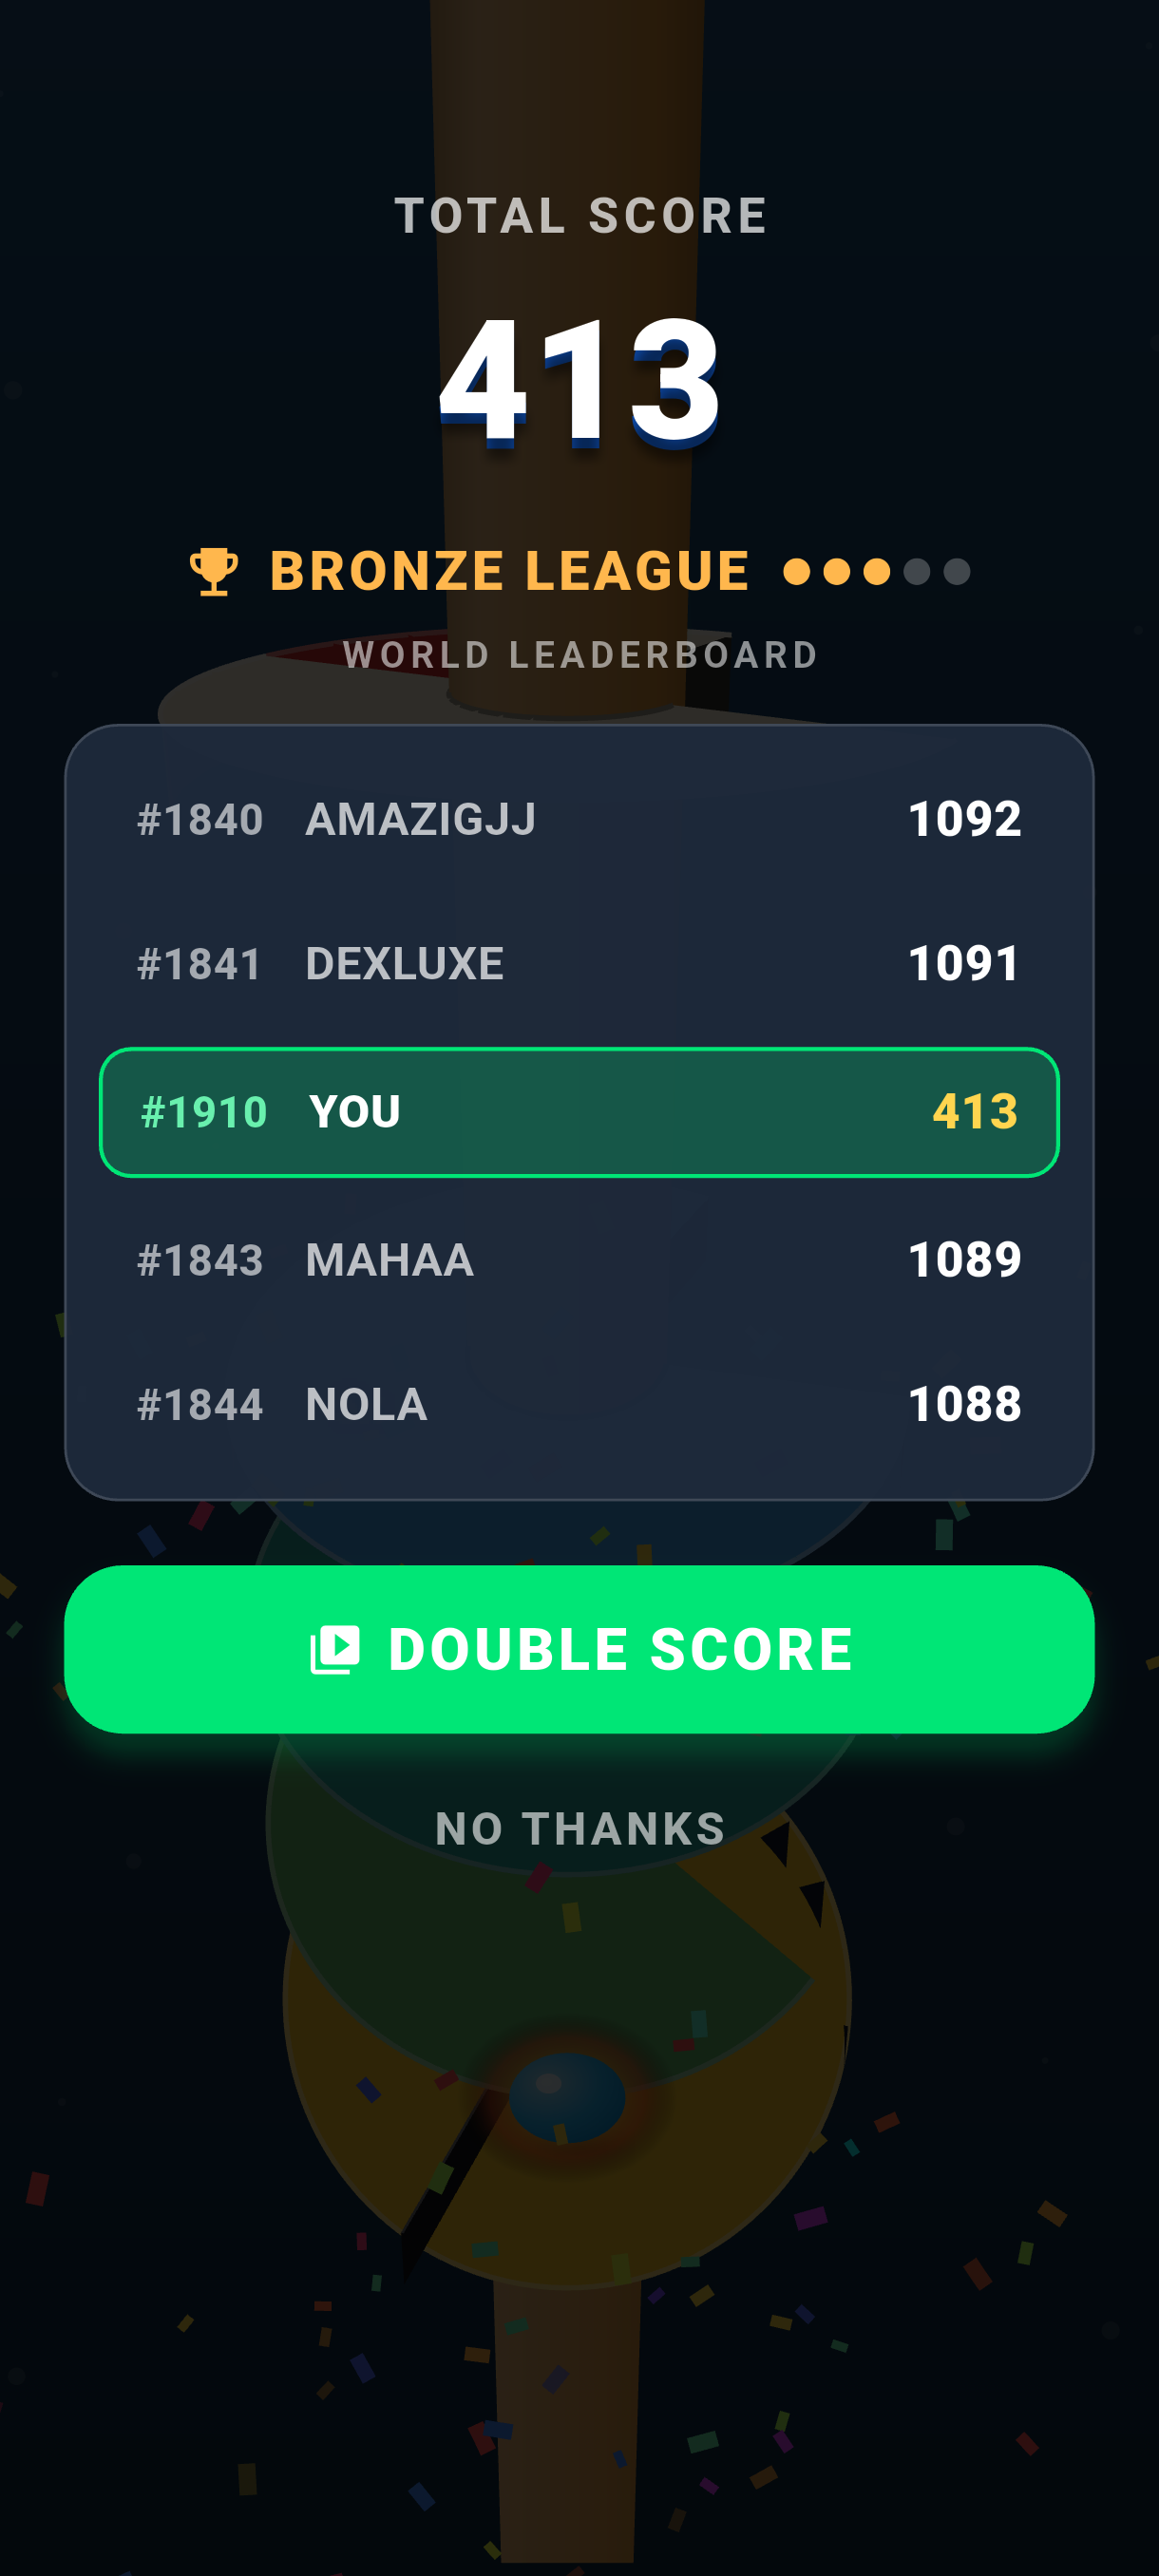 TOTAL SCORE
413
BRONZE LEAGUE
WORLD LEADERBOARD
#1840 AMAZIGJJ 1092
#1841 DEXLUXE 1091
#1910 YOU 413
#1843 MAHAA 1089
#1844 NOLA 1088
DOUBLE SCORE
NO THANKS